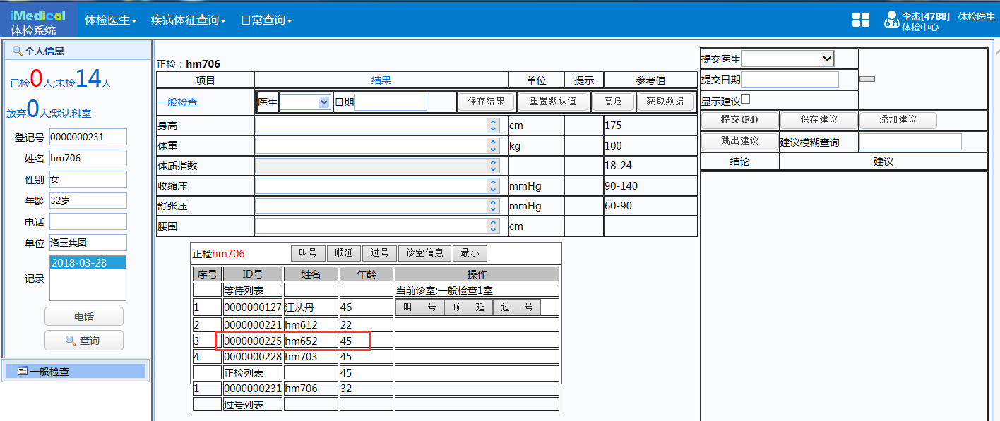 iMedical
体检系统
体检医生 疾病体征查询 日常查询
李杰[4788] 体检医生
体检中心
个人信息
已检0人;未检14人
放弃0人;默认科室
登记号 0000000231
姓名 hm706
性别 女
年龄 32岁
电话
单位 洛玉集团
记录 2018-03-28
电话
查询
一般检查
正检：hm706
项目 结果 单位 提示 参考值
一般检查 医生 日期 保存结果 重置默认值 高危 获取数据
身高 cm 175
体重 kg 100
体质指数 18-24
收缩压 mmHg 90-140
舒张压 mmHg 60-90
腰围 cm
正检hm706 叫号 顺延 过号 诊室信息 最小
序号 ID号 姓名 年龄 操作
等待列表 当前诊室:一般检查1室
1 0000000127 江从丹 46 叫 号 顺 延 过 号
2 0000000221 hm612 22
3 0000000225 hm652 45
4 0000000228 hm703 45
正检列表 45
1 0000000231 hm706 32
过号列表
提交医生
提交日期
显示建议
提交(F4) 保存建议 添加建议
跳出建议 建议模糊查询
结论 建议